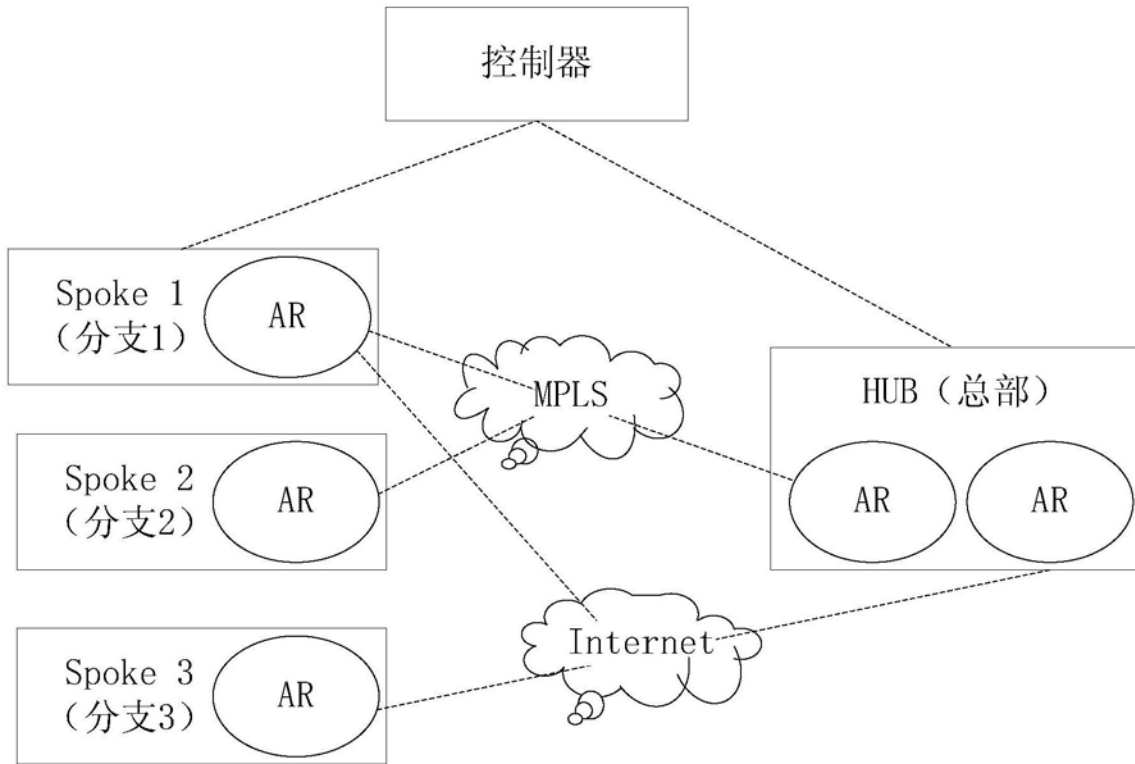 控制器
Spoke 1
（分支1）
AR
MPLS
HUB（总部）
Spoke 2
（分支2）
AR
AR
AR
Internet
Spoke 3
（分支3）
AR